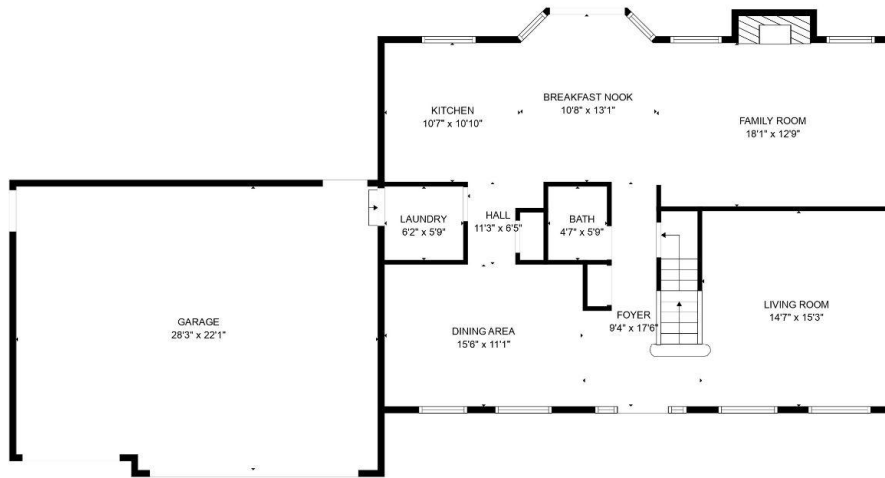 KITCHEN
10'7" x 10'10"
BREAKFAST NOOK
10'8" x 13'1"
FAMILY ROOM
18'1" x 12'9"
LAUNDRY
6'2" x 5'9"
HALL
11'3" x 6'5"
BATH
4'7" x 5'9"
GARAGE
28'3" x 22'1"
DINING AREA
15'6" x 11'1"
FOYER
9'4" x 17'6"
LIVING ROOM
14'7" x 15'3"